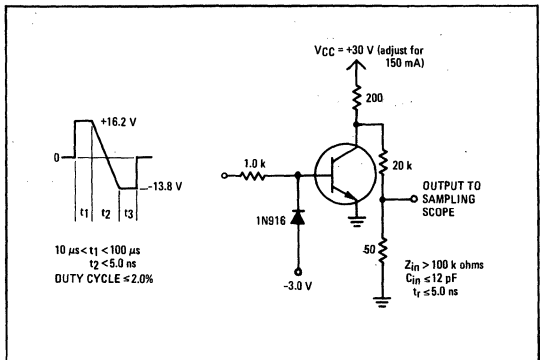 VCC = +30 V (adjust for
150 mA)
200
+16.2 V
0
1.0 k
20 k
-13.8 V
OUTPUT TO
SAMPLING
SCOPE
t1 t2 t3
1N916
50
10 µs < t1 < 100 µs
t2 < 5.0 ns
DUTY CYCLE ≤ 2.0%
-3.0 V
Zin > 100 k ohms
Cin ≤ 12 pF
tr ≤ 5.0 ns